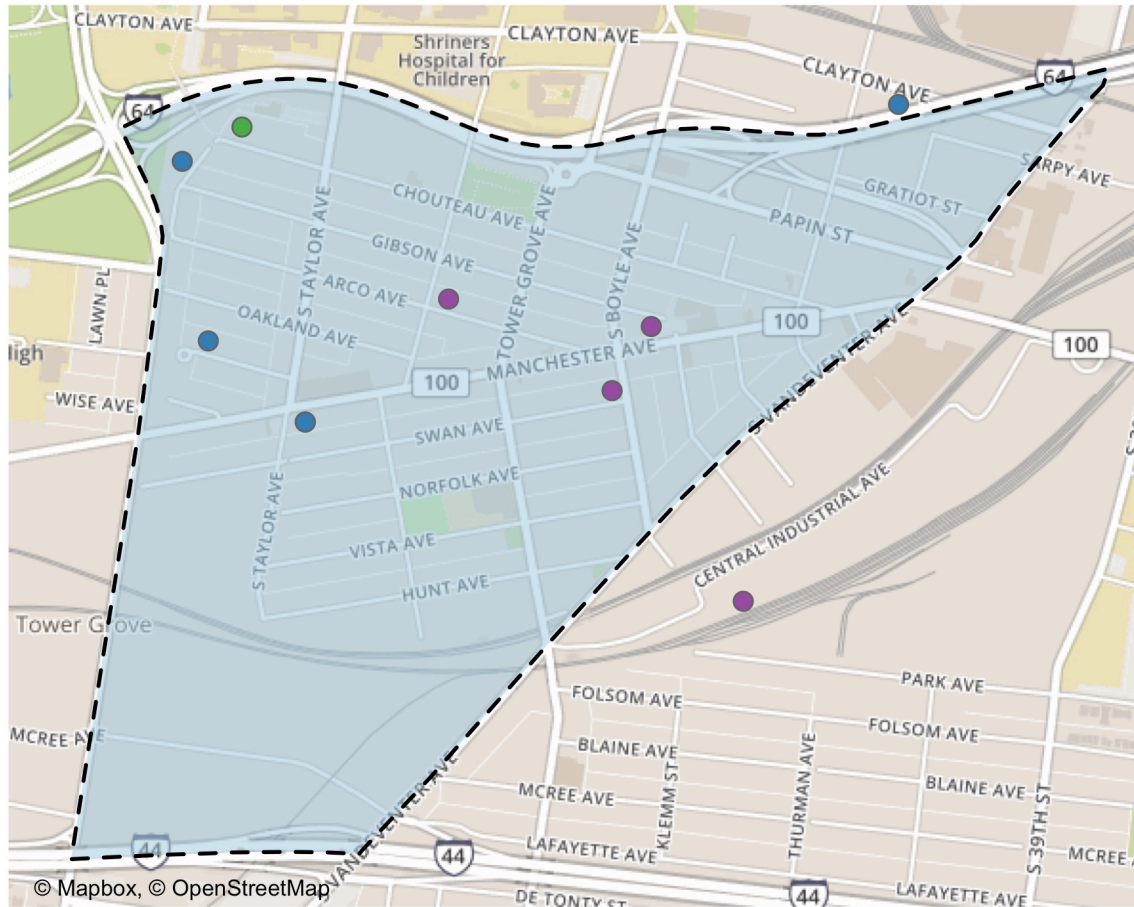 CLAYTON AVE
CLAYTON AVE
Shriners
Hospital for
Children
CLAYTON AVE
64
64
SARPY AVE
GRATIOT ST
CHOUTEAU AVE
PAPIN ST
S TAYLOR AVE
TOWER GROVE AVE
S BOYLE AVE
GIBSON AVE
ARCO AVE
LAWN PL
OAKLAND AVE
100
100
MANCHESTER AVE
100
High
WISE AVE
S VANDEVENTER AVE
SWAN AVE
NORFOLK AVE
S TAYLOR AVE
VISTA AVE
HUNT AVE
CENTRAL INDUSTRIAL AVE
Tower Grove
PARK AVE
FOLSOM AVE
FOLSOM AVE
MCREE AVE
BLAINE AVE
BLAINE AVE
KLEMM ST
THURMAN AVE
S 39TH ST
MCREE AVE
S VANDEVENTER AVE
LAFAYETTE AVE
MCREE
44
44
44
LAFAYETTE AVE
DE TONTY ST
© Mapbox, © OpenStreetMap